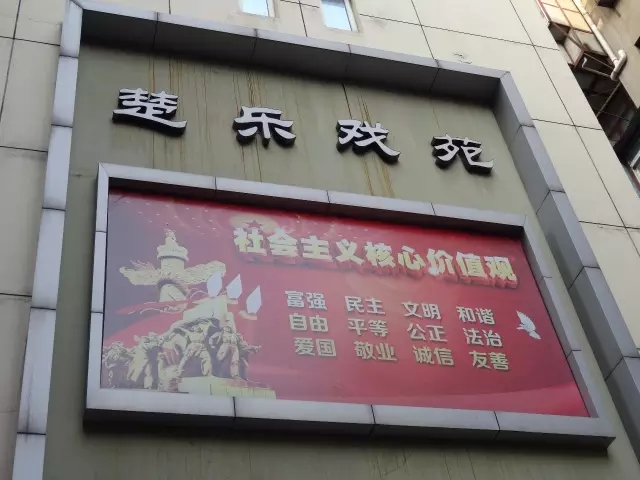 楚乐戏苑
社会主义核心价值观
富强 民主 文明 和谐
自由 平等 公正 法治
爱国 敬业 诚信 友善